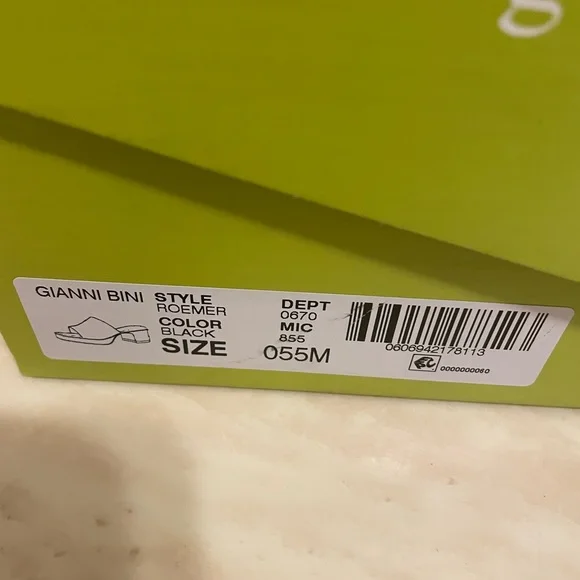 GIANNI BINI
STYLE
ROEMER
COLOR
BLACK
SIZE
DEPT
0670
MIC
855
055M
0606942178113
0000000060